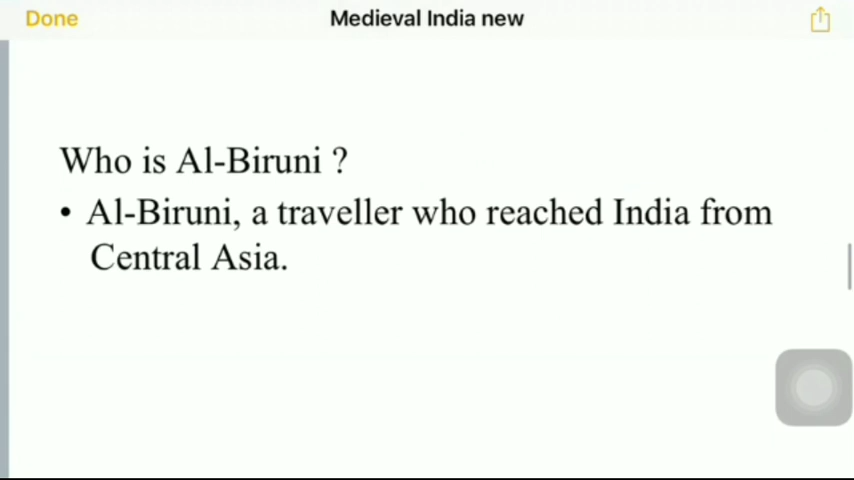 Done
Medieval India new
Who is Al-Biruni ?
• Al-Biruni, a traveller who reached India from
Central Asia.